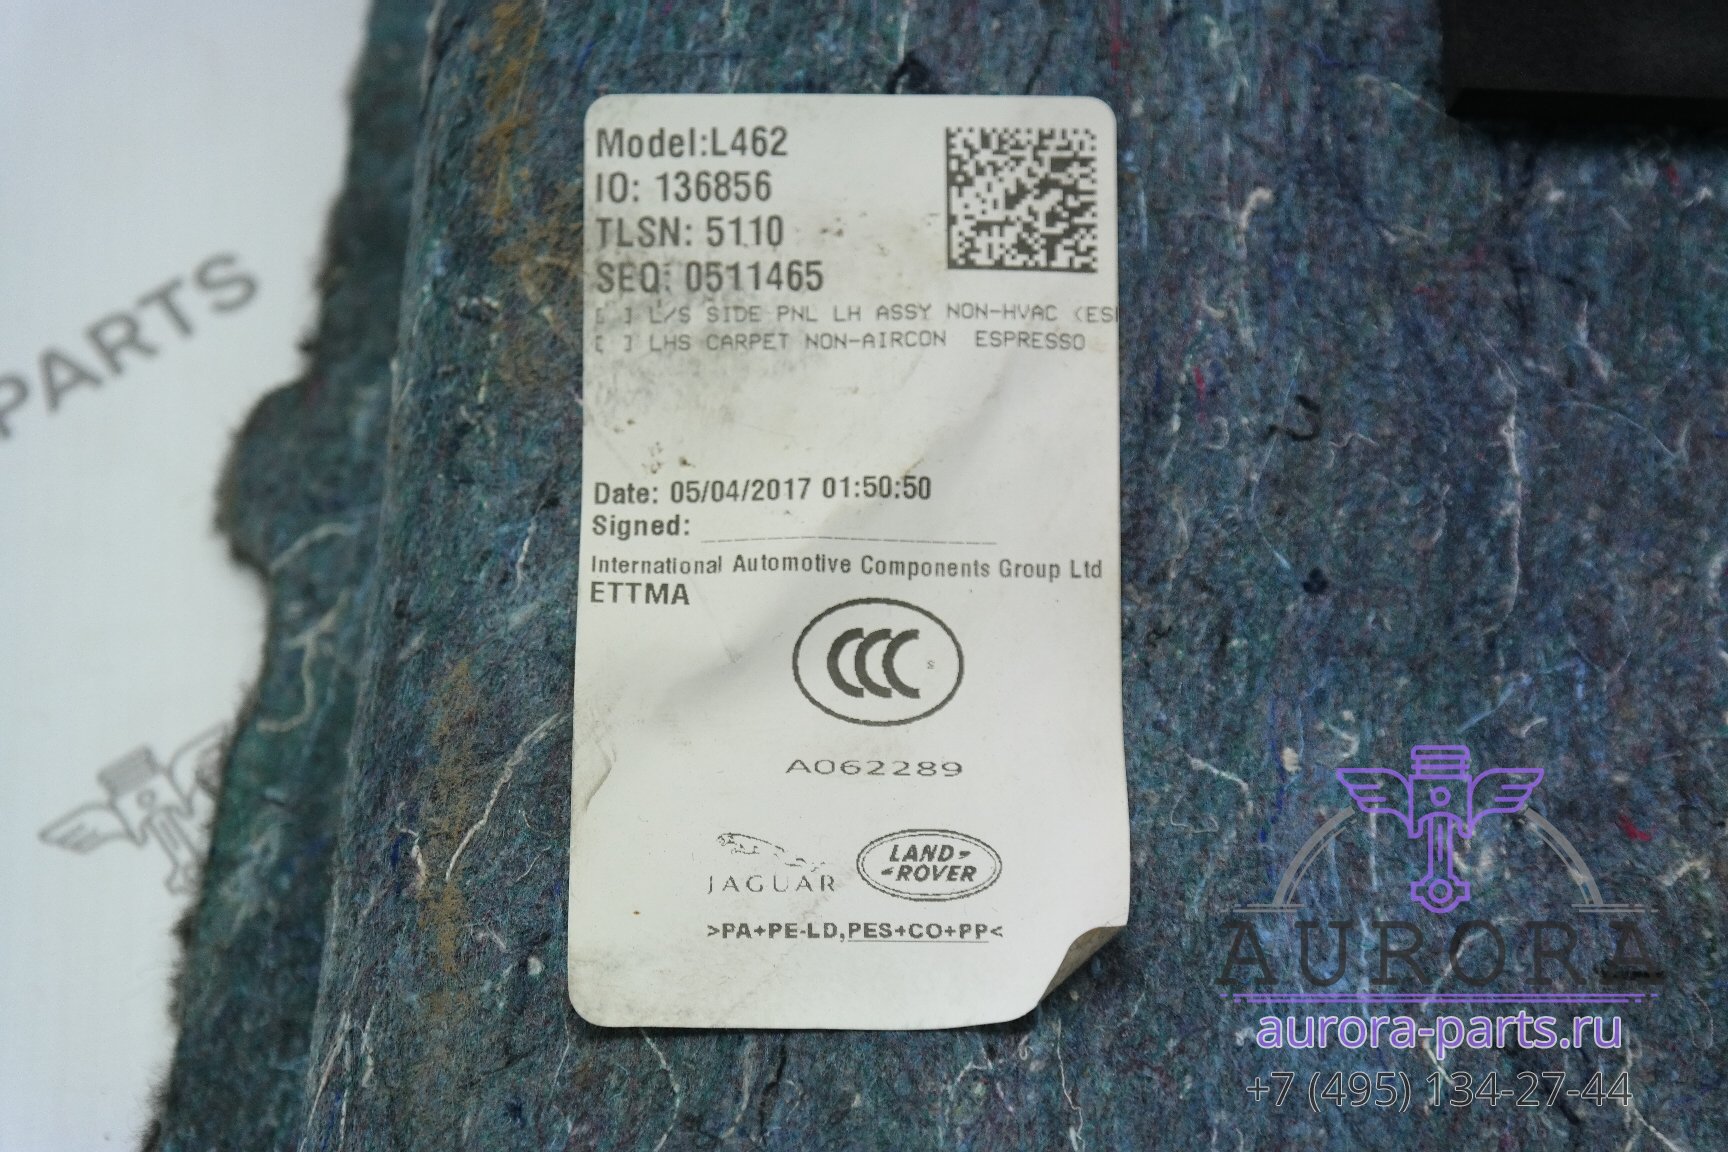 Model:L462
IO: 136856
TLSN: 5110
SEQ: 0511465
[ ] L/S SIDE PNL LH ASSY NON-HVAC (ES
[ ] LHS CARPET NON-AIRCON ESPRESSO
Date: 05/04/2017 01:50:50
Signed:
International Automotive Components Group Ltd
ETTMA
CCC S
A062289
JAGUAR
LAND-
-ROVER
>PA+PE-LD,PES+CO+PP<
PARTS
AURORA
aurora-parts.ru
+7 (495) 134-27-44